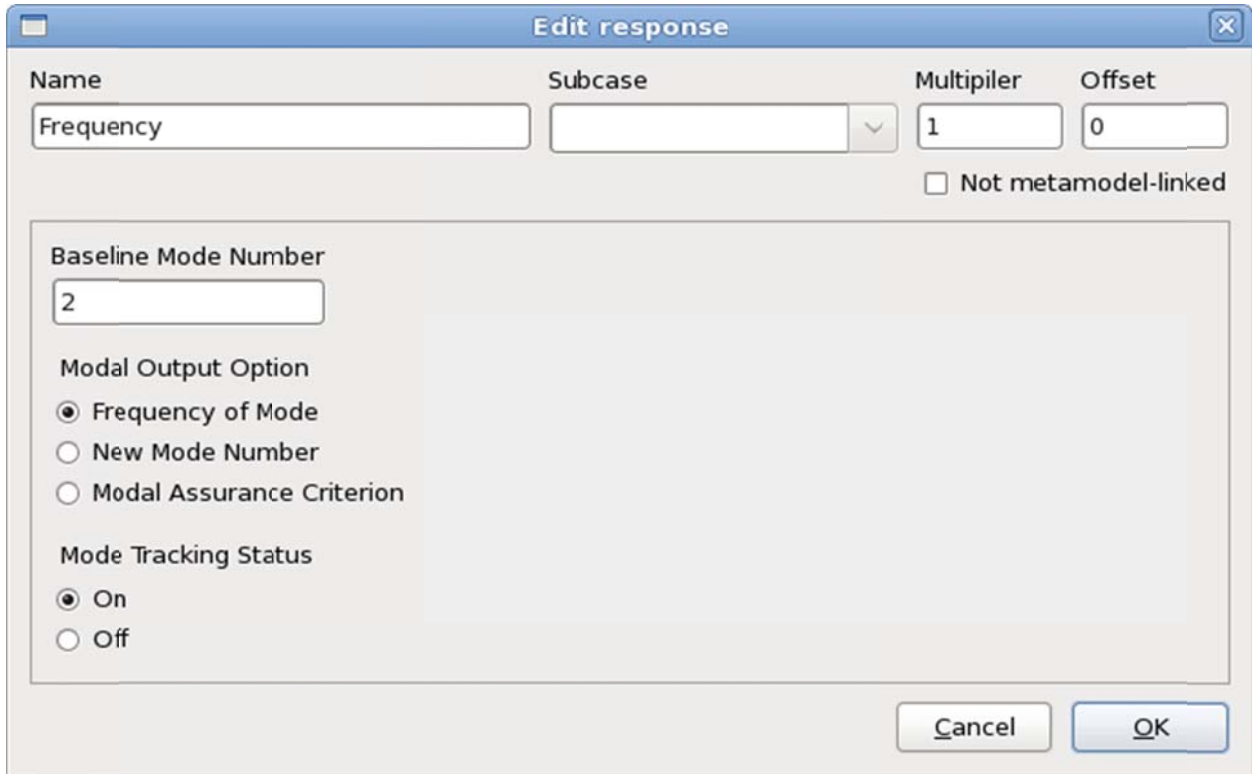 Edit response
Name Subcase Multipiler Offset
Frequency 1 0
Not metamodel-linked
Baseline Mode Number
2
Modal Output Option
Frequency of Mode
New Mode Number
Modal Assurance Criterion
Mode Tracking Status
On
Off
Cancel OK